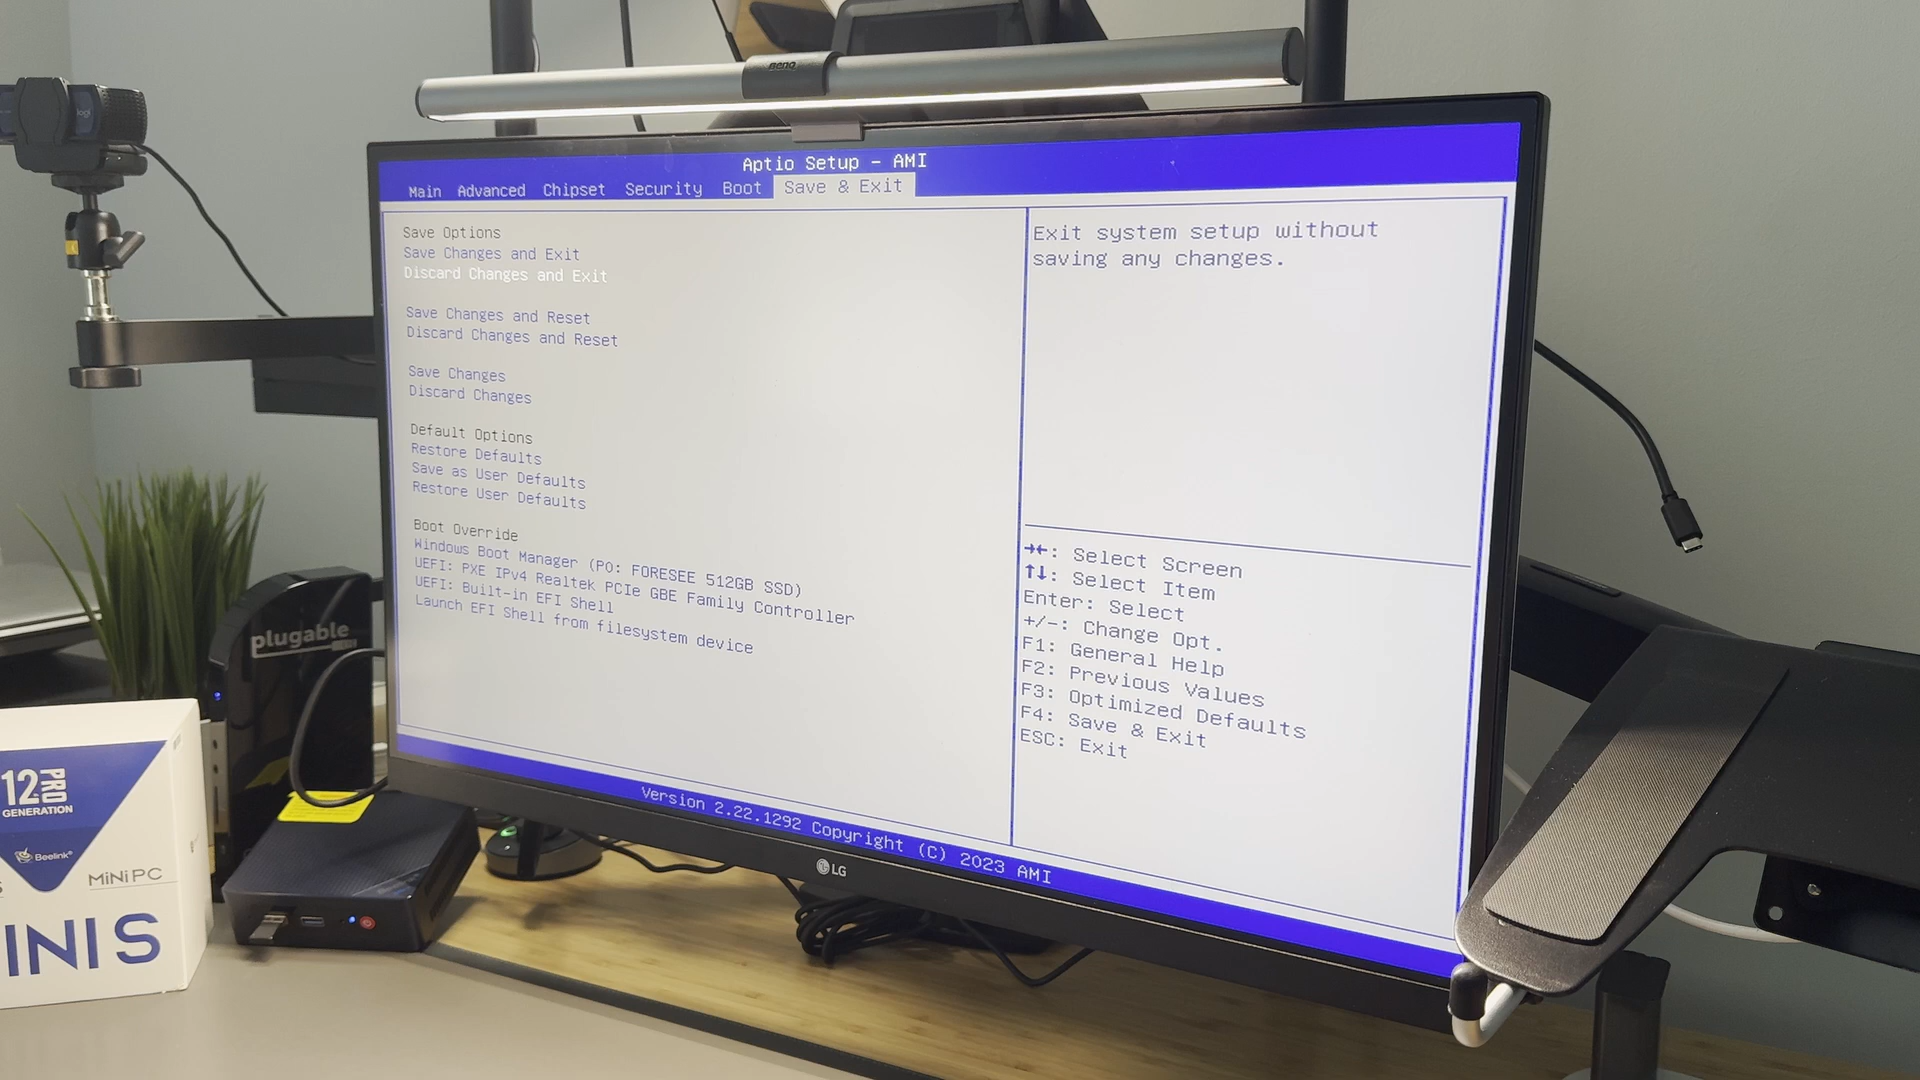 BenQ
logi
Aptio Setup - AMI
Main Advanced Chipset Security Boot Save & Exit
Save Options
Save Changes and Exit
Discard Changes and Exit
Save Changes and Reset
Discard Changes and Reset
Save Changes
Discard Changes
Default Options
Restore Defaults
Save as User Defaults
Restore User Defaults
Boot Override
Windows Boot Manager (P0: FORESEE 512GB SSD)
UEFI: PXE IPv4 Realtek PCIe GBE Family Controller
UEFI: Built-in EFI Shell
Launch EFI Shell from filesystem device
Exit system setup without
saving any changes.
→←: Select Screen
↑↓: Select Item
Enter: Select
+/-: Change Opt.
F1: General Help
F2: Previous Values
F3: Optimized Defaults
F4: Save & Exit
ESC: Exit
Version 2.22.1292 Copyright (C) 2023 AMI
LG
plugable
12 PRO
GENERATION
Beelink®
MiNi PC
INI S